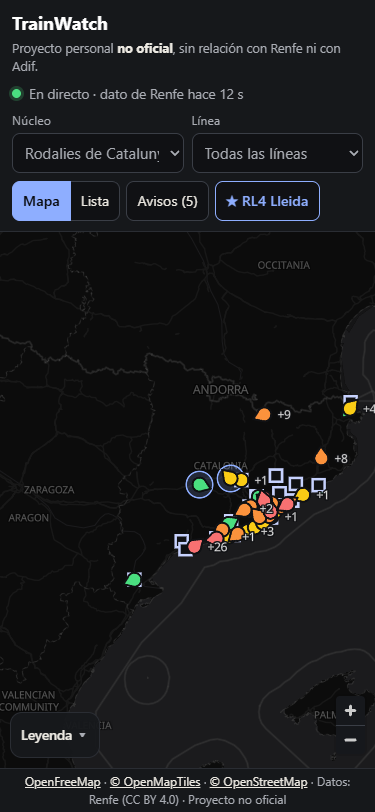 TrainWatch
Proyecto personal no oficial, sin relación con Renfe ni con
Adif.
En directo · dato de Renfe hace 12 s
Núcleo
Línea
Rodalies de Cataluny
Todas las líneas
Mapa
Lista
Avisos (5)
★ RL4 Lleida
OCCITANIA
ANDORRA
+9
+4
+8
CATALONIA
+1
+1
ZARAGOZA
+2
ARAGON
+1
+3
+1
+26
VALENCIAN
COMMUNITY
IA
PALM
+
−
Leyenda
OpenFreeMap · © OpenMapTiles · © OpenStreetMap · Datos:
Renfe (CC BY 4.0) · Proyecto no oficial